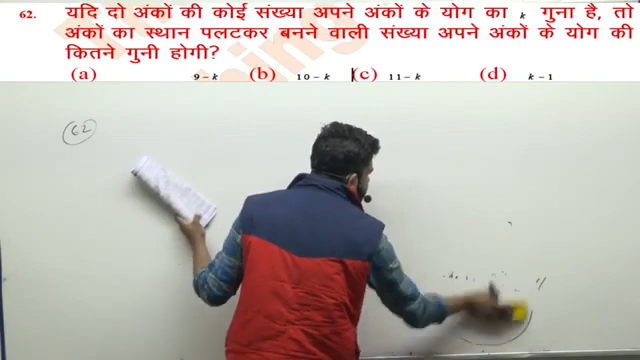 62. यदि दो अंकों की कोई संख्या अपने अंकों के योग का k गुना है, तो
अंकों का स्थान पलटकर बनने वाली संख्या अपने अंकों के योग की
कितने गुनी होगी?
(a) 9-k (b) 10-k (c) 11-k (d) k-1
62